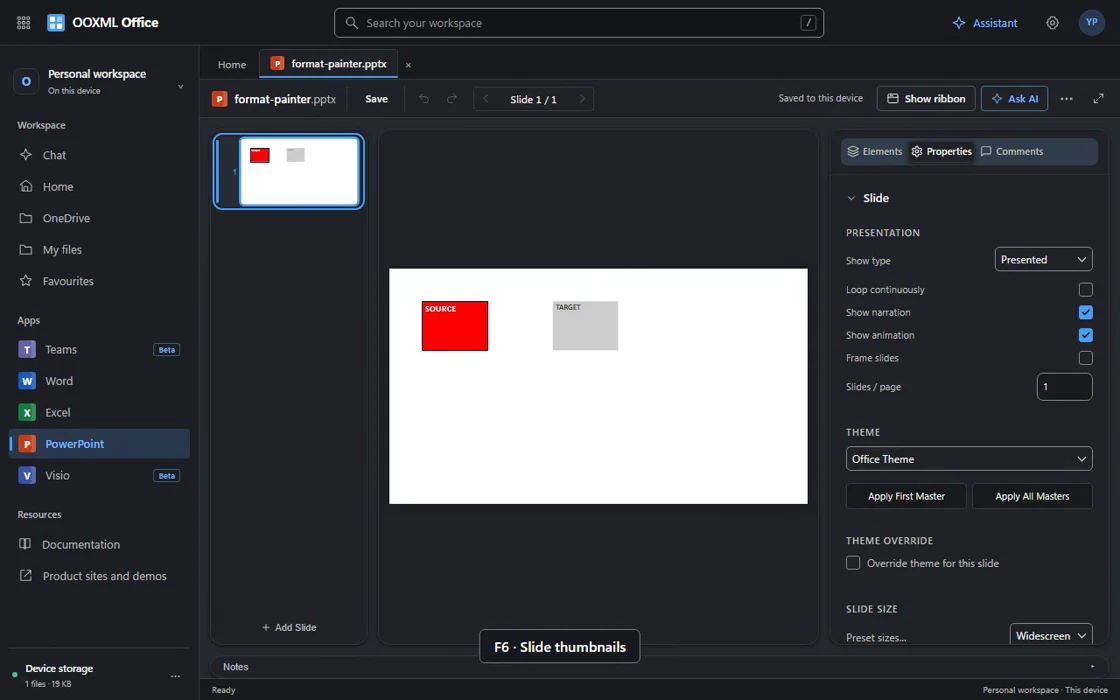 OOXML Office
Search your workspace
/
Assistant
YP
O
Personal workspace
On this device
Home
P
format-painter.pptx
×
P
format-painter.pptx
Save
Slide 1 / 1
Saved to this device
Show ribbon
Ask AI
Workspace
Chat
Home
OneDrive
My files
Favourites
Apps
T
Teams
Beta
W
Word
X
Excel
P
PowerPoint
V
Visio
Beta
Resources
Documentation
Product sites and demos
Device storage
1 files · 19 KB
1
Add Slide
SOURCE
TARGET
F6 · Slide thumbnails
Notes
Elements
Properties
Comments
Slide
PRESENTATION
Show type
Presented
Loop continuously
Show narration
Show animation
Frame slides
Slides / page
1
THEME
Office Theme
Apply First Master
Apply All Masters
THEME OVERRIDE
Override theme for this slide
SLIDE SIZE
Preset sizes...
Widescreen
Ready
Personal workspace · This device